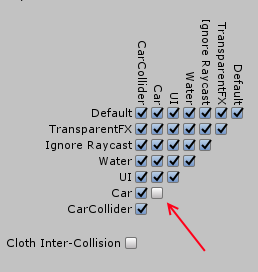 CarCollider
Car
UI
Water
Ignore Raycast
TransparentFX
Default
Default
TransparentFX
Ignore Raycast
Water
UI
Car
CarCollider
Cloth Inter-Collision